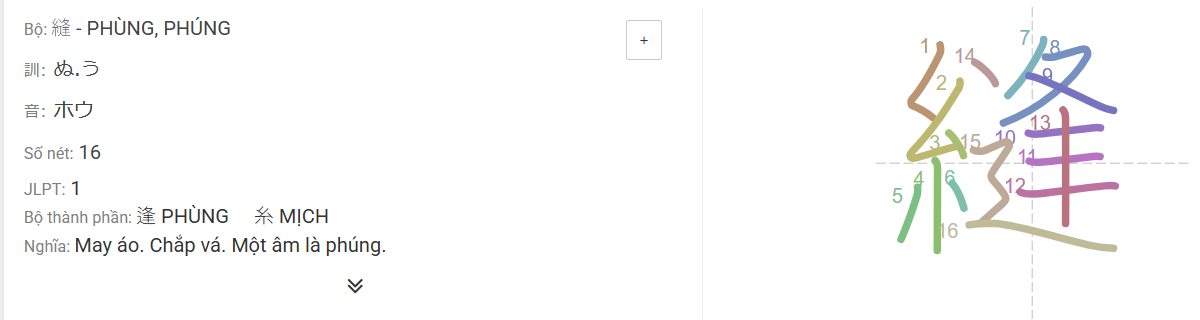 Bộ: 縫 - PHÙNG, PHÚNG
+
訓: ぬ.う
音: ホウ
Số nét: 16
JLPT: 1
Bộ thành phần: 逢 PHÙNG 糸 MỊCH
Nghĩa: May áo. Chắp vá. Một âm là phúng.
縫
1
2
3
4
5
6
7
8
9
10
11
12
13
14
15
16